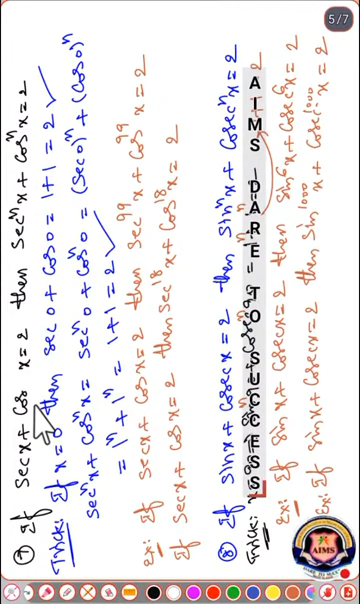 5/7
⑦ If secx + cosx = 2 then secⁿx + cosⁿx = 2
Trick: If x = 0 then sec0 + cos0 = 1+1 = 2
secⁿx + cosⁿx = secⁿ0 + cosⁿ0 = (sec0)ⁿ + (cos0)ⁿ
= 1ⁿ + 1ⁿ = 1+1 = 2
Ex: If secx + cosx = 2 then sec⁹⁹x + cos⁹⁹x = 2
If secx + cosx = 2 then sec¹⁸x + cos¹⁸x = 2
⑧ If sinx + cosecx = 2 then sinⁿx + cosecⁿx = 2
Trick:
AIMS DARE TO SUCCESS
Ex: If sinx + cosecx = 2 then sin⁶x + cosec⁶x = 2
Ex: If sinx + cosecx = 2 then sin¹⁰⁰⁰x + cosec¹⁰⁰⁰x = 2
AIMS